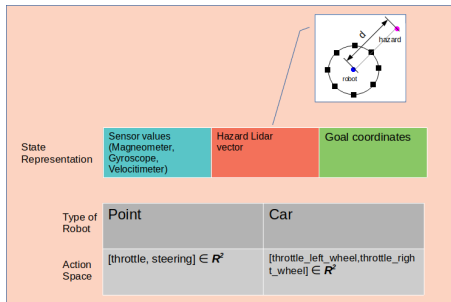 d
hazard
robot
State
Representation
Sensor values
(Magneometer,
Gyroscope,
Velocitimeter)
Hazard Lidar
vector
Goal coordinates
Type of
Robot
Point
Car
Action
Space
[throttle, steering] ∈ R²
[throttle_left_wheel,throttle_righ
t_wheel] ∈ R²